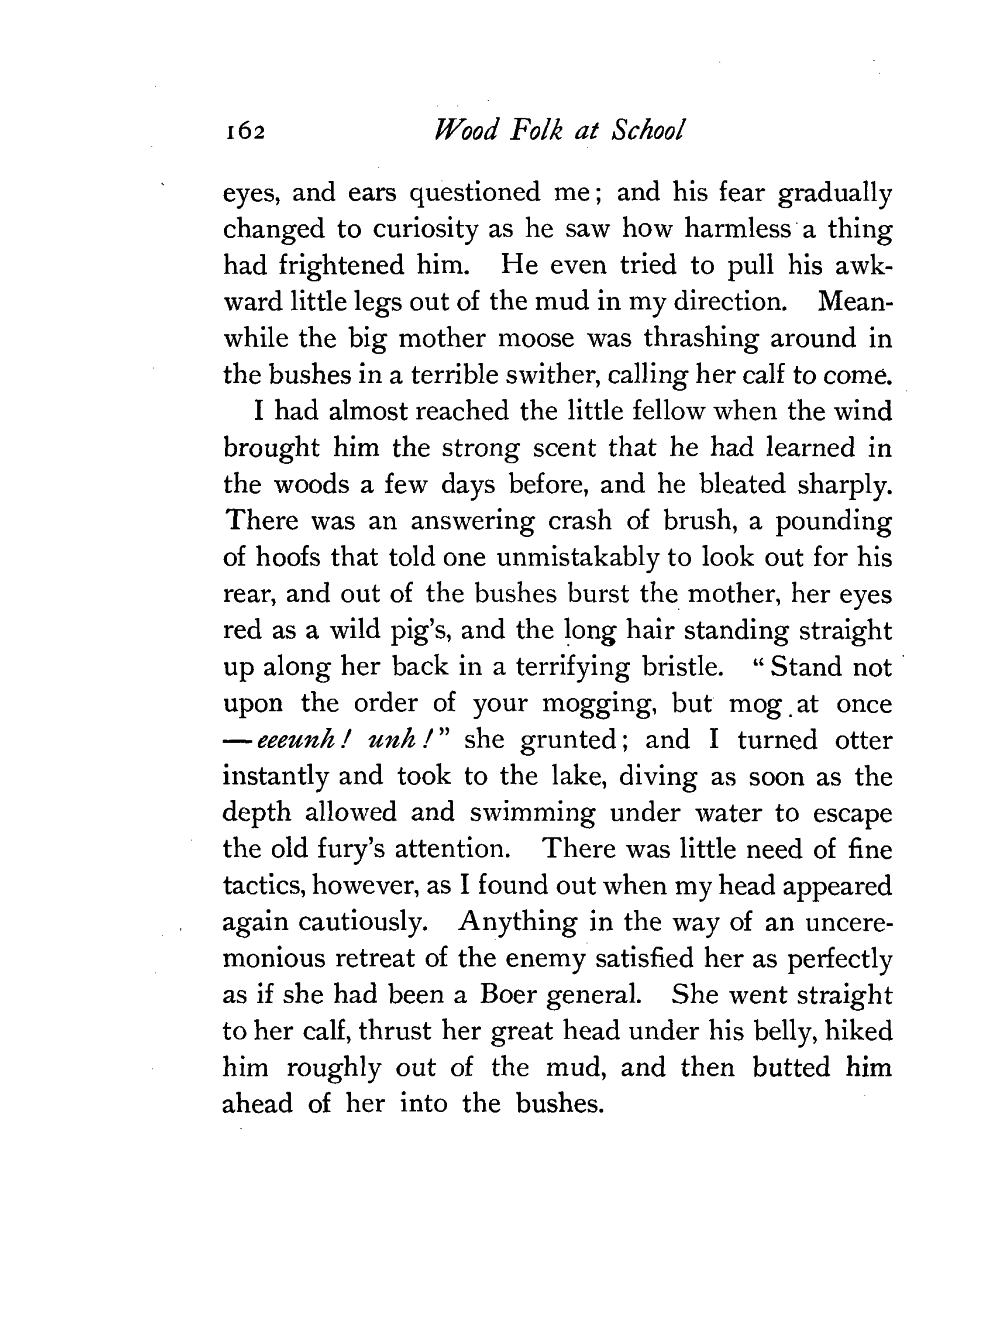 162 Wood Folk at School
eyes, and ears questioned me; and his fear gradually
changed to curiosity as he saw how harmless a thing
had frightened him. He even tried to pull his awk-
ward little legs out of the mud in my direction. Mean-
while the big mother moose was thrashing around in
the bushes in a terrible swither, calling her calf to come.
I had almost reached the little fellow when the wind
brought him the strong scent that he had learned in
the woods a few days before, and he bleated sharply.
There was an answering crash of brush, a pounding
of hoofs that told one unmistakably to look out for his
rear, and out of the bushes burst the mother, her eyes
red as a wild pig's, and the long hair standing straight
up along her back in a terrifying bristle. “Stand not
upon the order of your mogging, but mog at once
— eeeunh! unh!” she grunted; and I turned otter
instantly and took to the lake, diving as soon as the
depth allowed and swimming under water to escape
the old fury's attention. There was little need of fine
tactics, however, as I found out when my head appeared
again cautiously. Anything in the way of an uncere-
monious retreat of the enemy satisfied her as perfectly
as if she had been a Boer general. She went straight
to her calf, thrust her great head under his belly, hiked
him roughly out of the mud, and then butted him
ahead of her into the bushes.